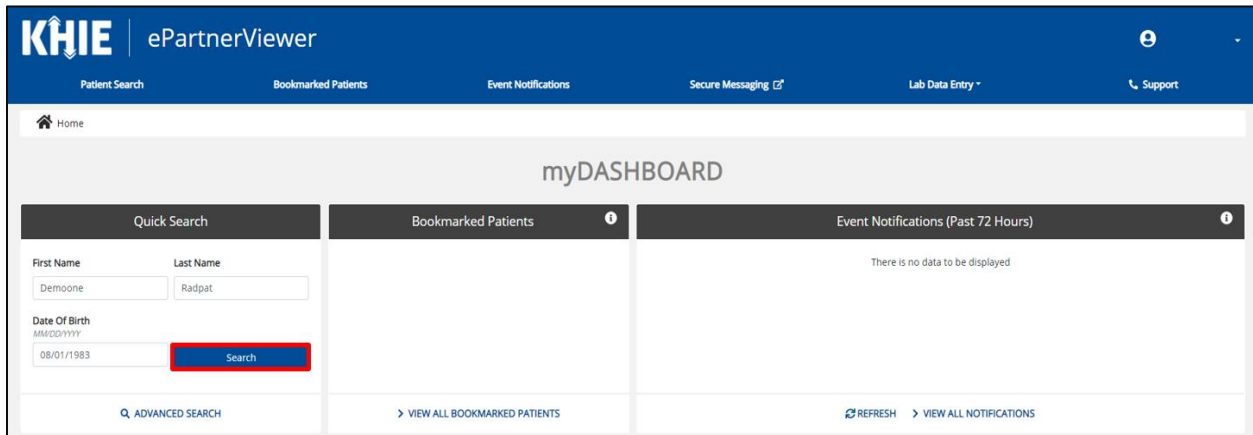 KHIE ePartnerViewer
Patient Search Bookmarked Patients Event Notifications Secure Messaging Lab Data Entry Support
Home
myDASHBOARD
Quick Search
First Name Last Name
Demoone Radpat
Date Of Birth
MM/DD/YYYY
08/01/1983 Search
ADVANCED SEARCH
Bookmarked Patients
VIEW ALL BOOKMARKED PATIENTS
Event Notifications (Past 72 Hours)
There is no data to be displayed
REFRESH VIEW ALL NOTIFICATIONS